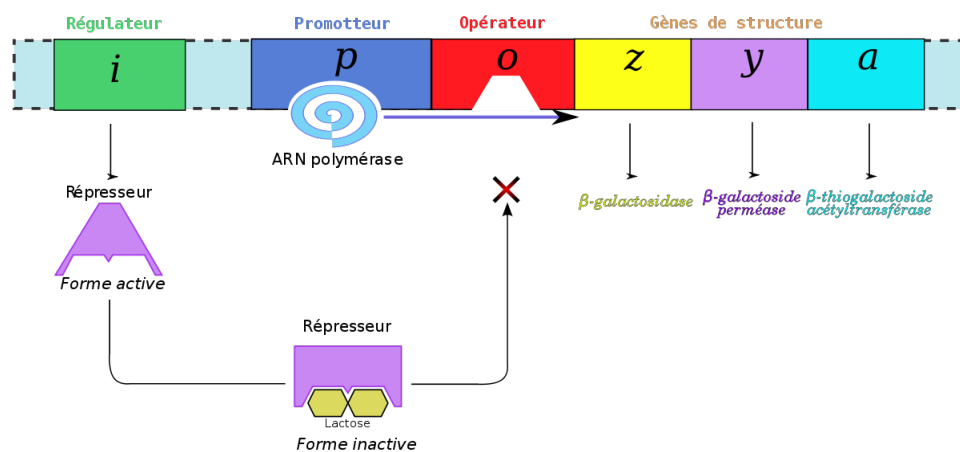 Régulateur
Promotteur
Opérateur
Gènes de structure
i
p
o
z
y
a
ARN polymérase
Répresseur
Forme active
β-galactosidase
β-galactoside
perméase
β-thiogalactoside
acétyltransférase
Répresseur
Lactose
Forme inactive